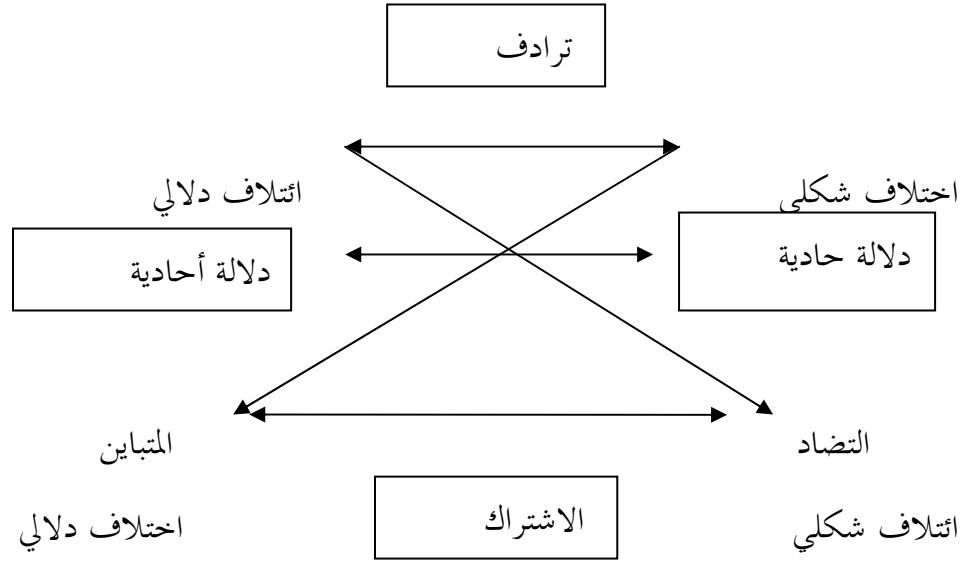 ترادف
اختلاف شكلي
ائتلاف دلالي
دلالة حادية
دلالة أحادية
التضاد
المتباين
الاشتراك
ائتلاف شكلي
اختلاف دلالي